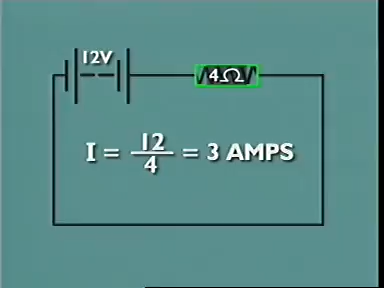 12V
4Ω
I = 12/4 = 3 AMPS